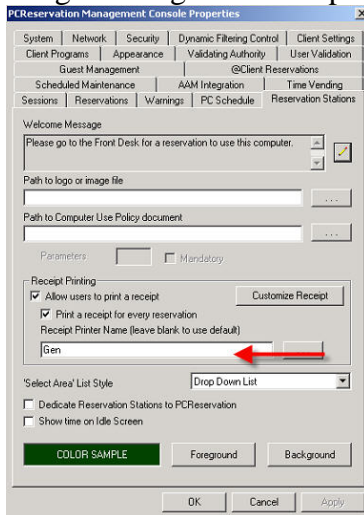 PCReservation Management Console Properties
System Network Security Dynamic Filtering Control Client Settings
Client Programs Appearance Validating Authority User Validation
Guest Management @Client Reservations
Scheduled Maintenance AAM Integration Time Vending
Sessions Reservations Warnings PC Schedule Reservation Stations
Welcome Message
Please go to the Front Desk for a reservation to use this computer.
Path to logo or image file
...
Path to Computer Use Policy document
...
Parameters Mandatory
Receipt Printing
Allow users to print a receipt Customize Receipt
Print a receipt for every reservation
Receipt Printer Name (leave blank to use default)
Gen
'Select Area' List Style Drop Down List
Dedicate Reservation Stations to PCReservation
Show time on Idle Screen
COLOR SAMPLE Foreground Background
OK Cancel Apply